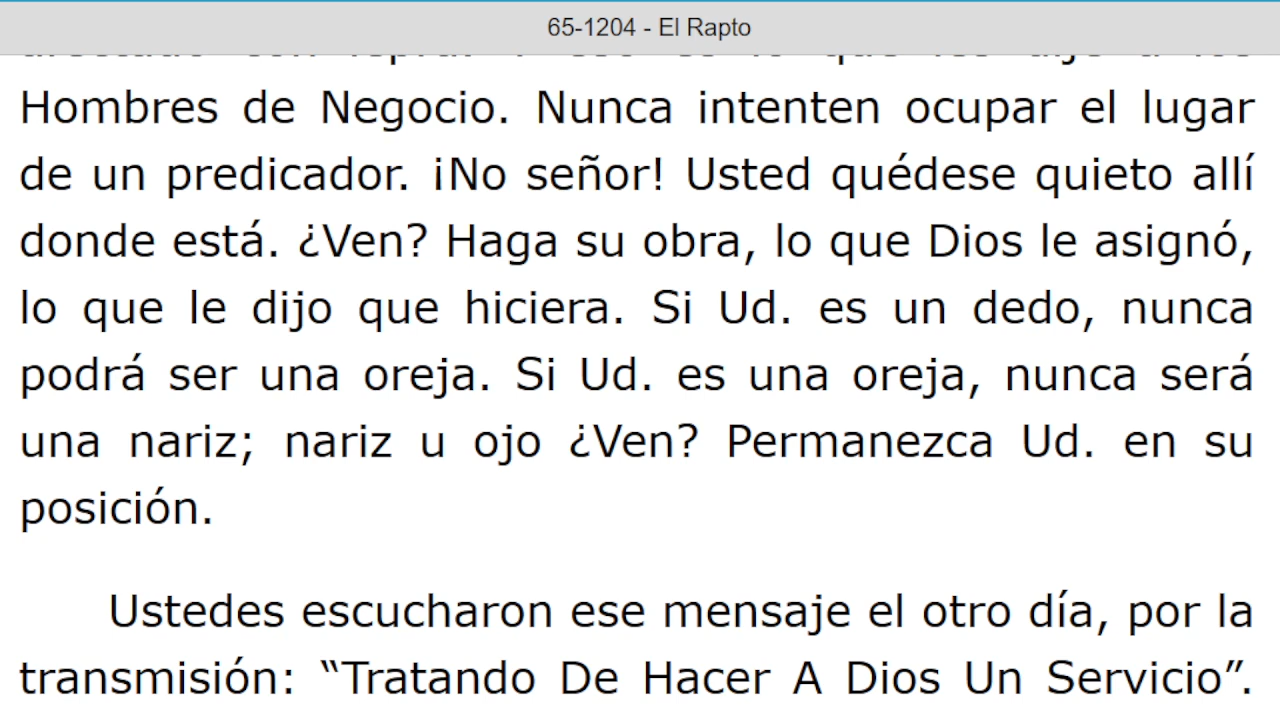 65-1204 - El Rapto
Hombres de Negocio. Nunca intenten ocupar el lugar
de un predicador. ¡No señor! Usted quédese quieto allí
donde está. ¿Ven? Haga su obra, lo que Dios le asignó,
lo que le dijo que hiciera. Si Ud. es un dedo, nunca
podrá ser una oreja. Si Ud. es una oreja, nunca será
una nariz; nariz u ojo ¿Ven? Permanezca Ud. en su
posición.
Ustedes escucharon ese mensaje el otro día, por la
transmisión: “Tratando De Hacer A Dios Un Servicio”.